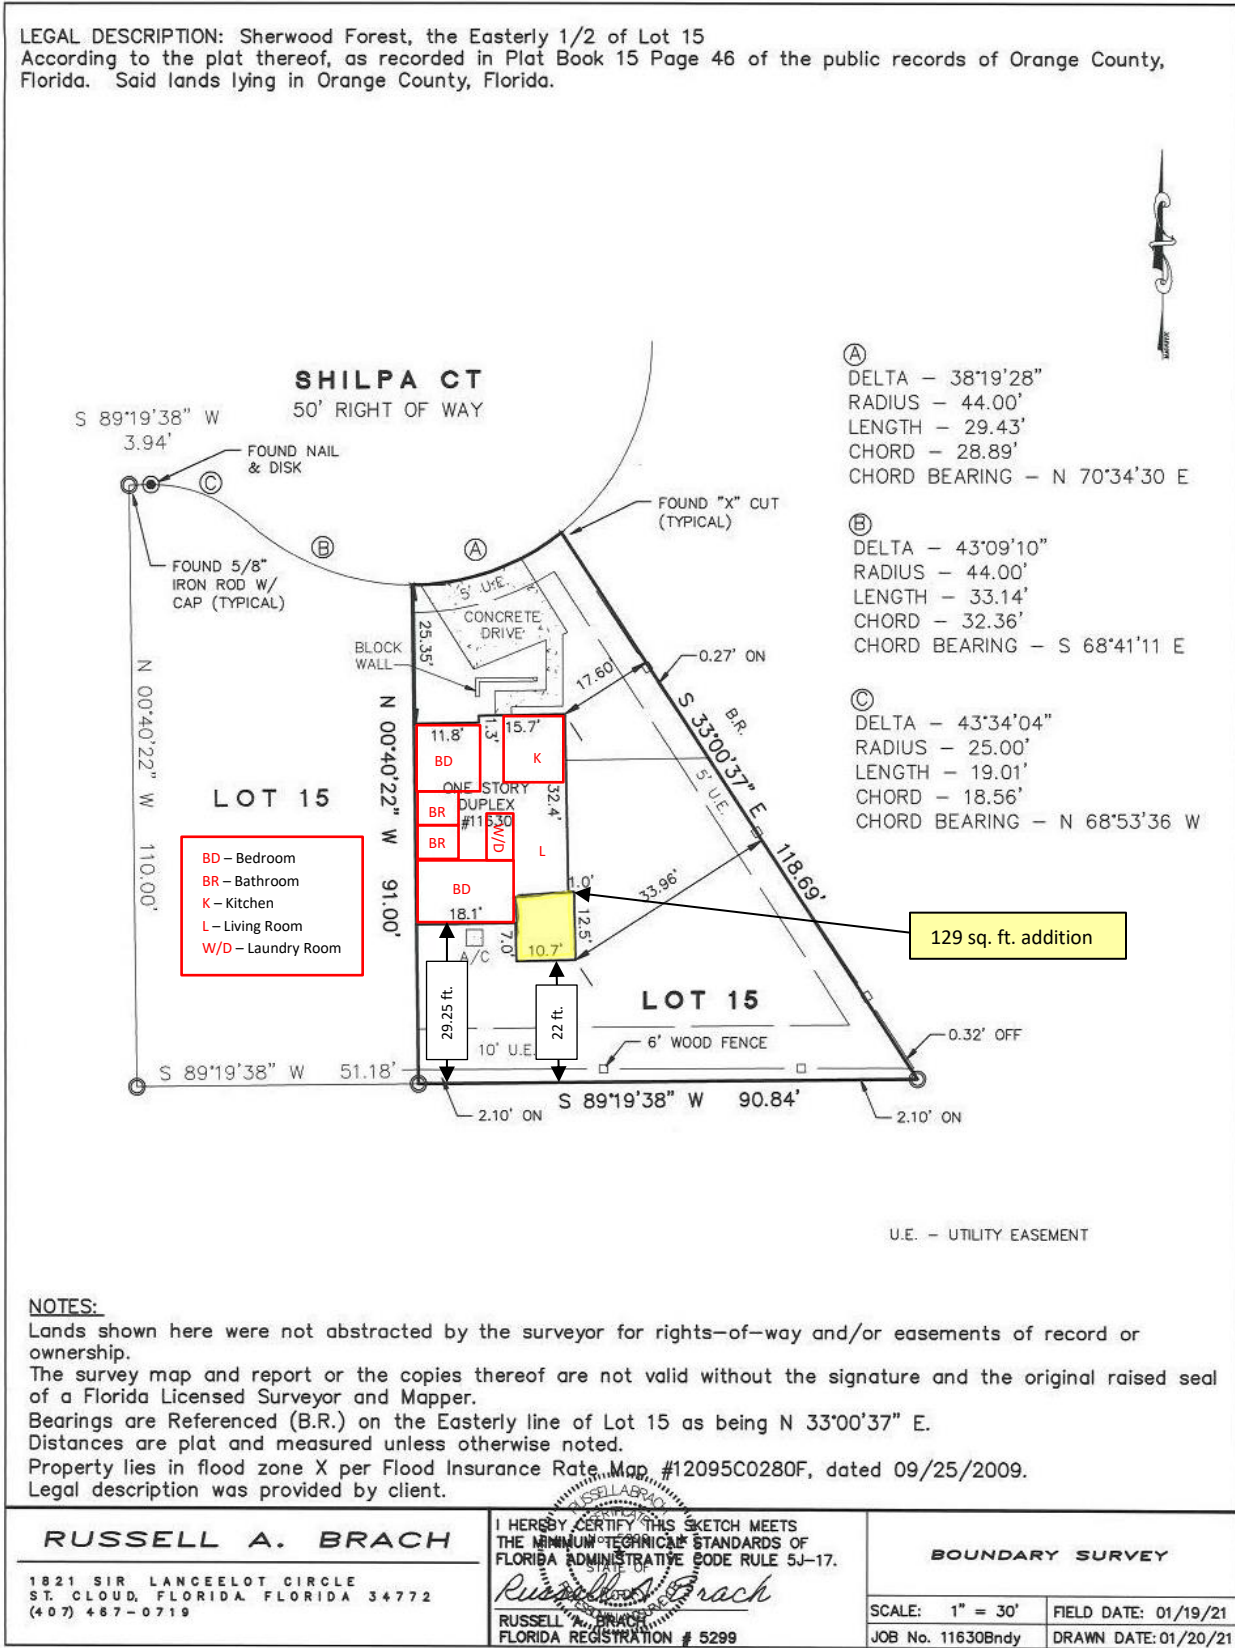 LEGAL DESCRIPTION: Sherwood Forest, the Easterly 1/2 of Lot 15
According to the plat thereof, as recorded in Plat Book 15 Page 46 of the public records of Orange County,
Florida. Said lands lying in Orange County, Florida.
SHILPA CT
50' RIGHT OF WAY
S 89°19'38" W
3.94'
FOUND NAIL
& DISK
C
B
A
FOUND "X" CUT
(TYPICAL)
FOUND 5/8"
IRON ROD W/
CAP (TYPICAL)
A
DELTA – 38°19'28"
RADIUS – 44.00'
LENGTH – 29.43'
CHORD – 28.89'
CHORD BEARING – N 70°34'30 E
B
DELTA – 43°09'10"
RADIUS – 44.00'
LENGTH – 33.14'
CHORD – 32.36'
CHORD BEARING – S 68°41'11 E
C
DELTA – 43°34'04"
RADIUS – 25.00'
LENGTH – 19.01'
CHORD – 18.56'
CHORD BEARING – N 68°53'36 W
5' U.E.
CONCRETE
DRIVE
BLOCK
WALL
25.35'
17.60'
0.27' ON
B.R.
S 33°00'37" E 118.69'
5' U.E.
N 00°40'22" W 110.00'
N 00°40'22" W 91.00'
11.8'
1.3'
15.7'
BD
K
ONE STORY
DUPLEX
#11630
32.4'
BR
BR
W/D
L
BD
18.1'
1.0'
33.96'
12.5'
7.0'
10.7'
A/C
LOT 15
BD – Bedroom
BR – Bathroom
K – Kitchen
L – Living Room
W/D – Laundry Room
129 sq. ft. addition
29.25 ft.
22 ft.
LOT 15
10' U.E.
6' WOOD FENCE
0.32' OFF
S 89°19'38" W 51.18'
2.10' ON
S 89°19'38" W 90.84'
2.10' ON
U.E. – UTILITY EASEMENT
NOTES:
Lands shown here were not abstracted by the surveyor for rights–of–way and/or easements of record or
ownership.
The survey map and report or the copies thereof are not valid without the signature and the original raised seal
of a Florida Licensed Surveyor and Mapper.
Bearings are Referenced (B.R.) on the Easterly line of Lot 15 as being N 33°00'37" E.
Distances are plat and measured unless otherwise noted.
Property lies in flood zone X per Flood Insurance Rate Map #12095C0280F, dated 09/25/2009.
Legal description was provided by client.
RUSSELL A. BRACH
1821 SIR LANCEELOT CIRCLE
ST. CLOUD, FLORIDA. FLORIDA 34772
(407) 467-0719
I HEREBY CERTIFY THIS SKETCH MEETS
THE MINIMUM TECHNICAL STANDARDS OF
FLORIDA ADMINISTRATIVE CODE RULE 5J–17.
Russell A. Brach
RUSSELL A. BRACH
FLORIDA REGISTRATION # 5299
RUSSELL A BRACH
CERTIFICATE
STATE OF
BOUNDARY SURVEY
SCALE: 1" = 30'
FIELD DATE: 01/19/21
JOB No. 11630Bndy
DRAWN DATE: 01/20/21